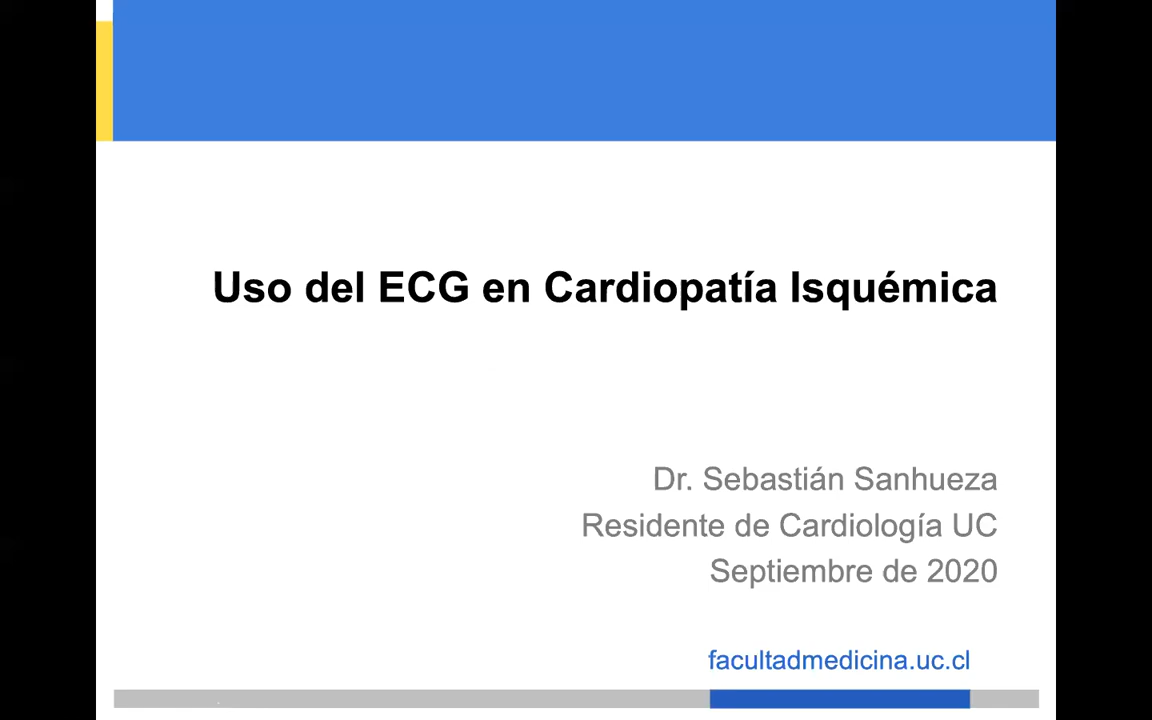 Uso del ECG en Cardiopatía Isquémica
Dr. Sebastián Sanhueza
Residente de Cardiología UC
Septiembre de 2020
facultadmedicina.uc.cl